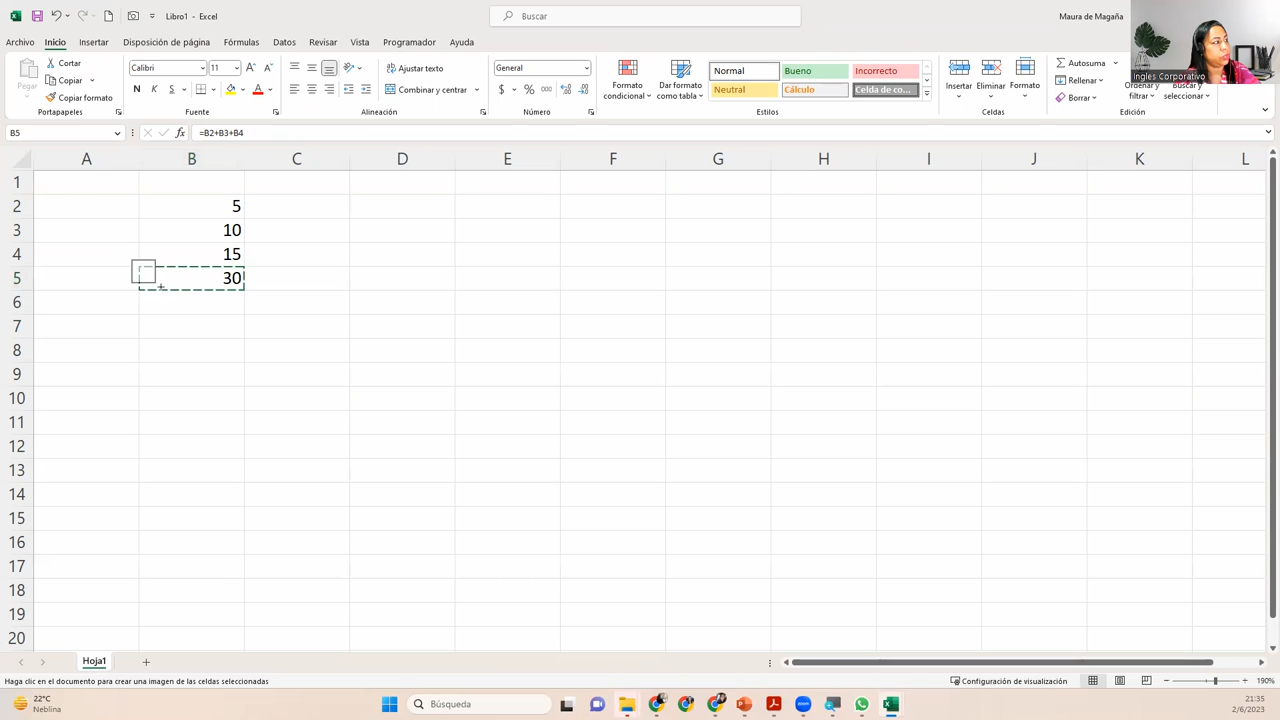 Libro1 - Excel
Buscar
Maura de Magaña
Archivo Inicio Insertar Disposición de página Fórmulas Datos Revisar Vista Programador Ayuda
Pegar
Cortar
Copiar
Copiar formato
Portapapeles
Calibri 11
N K S
Fuente
Ajustar texto
Combinar y centrar
Alineación
General
$ % 000
Número
Formato condicional
Dar formato como tabla
Normal Bueno Incorrecto
Neutral Cálculo Celda de co...
Estilos
Insertar Eliminar Formato
Celdas
Autosuma
Rellenar
Borrar
Ordenar y filtrar
Buscar y seleccionar
Edición
Ingles Corporativo
B5 fx =B2+B3+B4
A B C D E F G H I J K L
1
2 5
3 10
4 15
5 30
6
7
8
9
10
11
12
13
14
15
16
17
18
19
20
Hoja1
Haga clic en el documento para crear una imagen de las celdas seleccionadas
Configuración de visualización
190%
22°C
Neblina
Búsqueda
zoom
21:35
2/6/2023